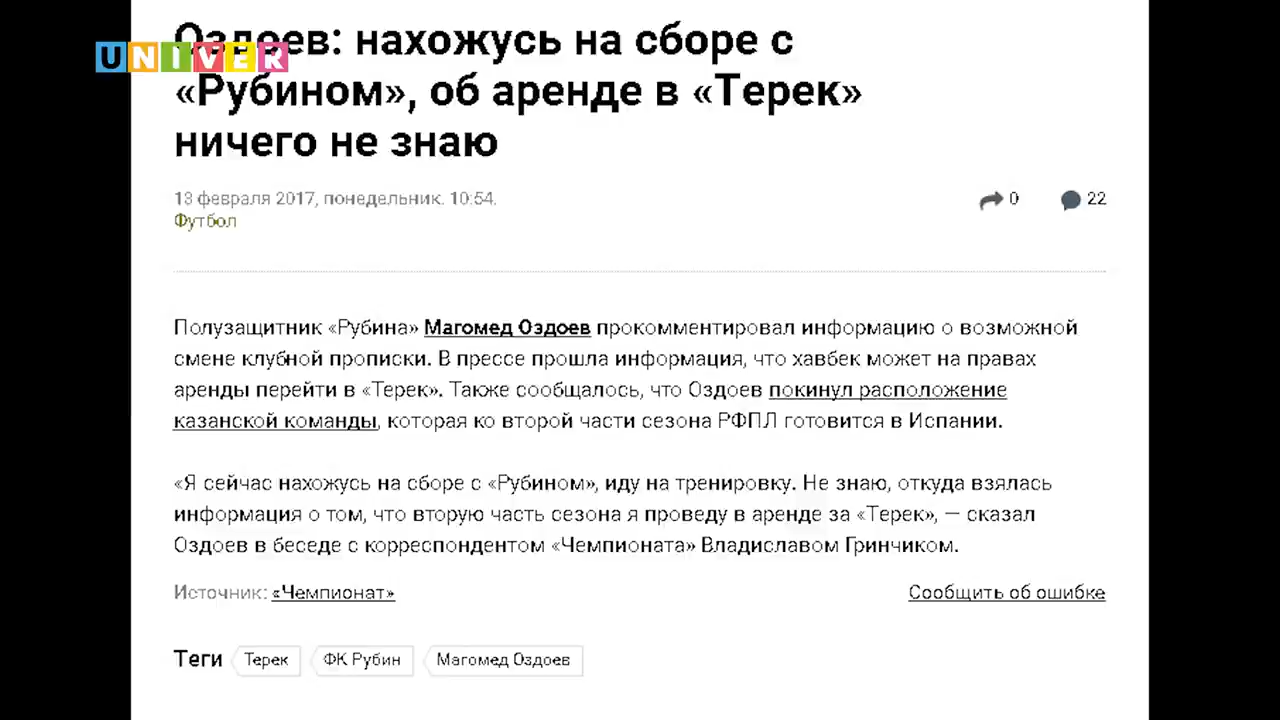 UNIVER
Оздоев: нахожусь на сборе с
«Рубином», об аренде в «Терек»
ничего не знаю
13 февраля 2017, понедельник. 10:54.
0
22
Футбол
Полузащитник «Рубина» Магомед Оздоев прокомментировал информацию о возможной
смене клубной прописки. В прессе прошла информация, что хавбек может на правах
аренды перейти в «Терек». Также сообщалось, что Оздоев покинул расположение
казанской команды, которая ко второй части сезона РФПЛ готовится в Испании.
«Я сейчас нахожусь на сборе с «Рубином», иду на тренировку. Не знаю, откуда взялась
информация о том, что вторую часть сезона я проведу в аренде за «Терек», — сказал
Оздоев в беседе с корреспондентом «Чемпионата» Владиславом Гринчиком.
Источник: «Чемпионат»
Сообщить об ошибке
Теги Терек ФК Рубин Магомед Оздоев